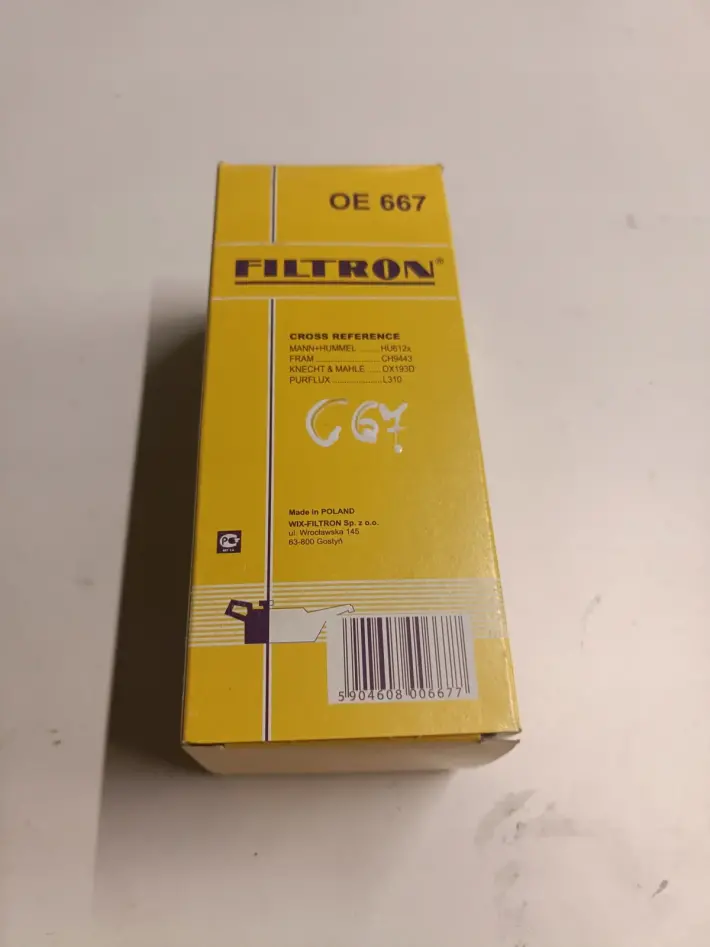 OE 667
FILTRON®
CROSS REFERENCE
MANN+HUMMEL ........ HU612x
FRAM ........................ CH9443
KNECHT & MAHLE .... OX193D
PURFLUX ................... L310
C 67
Made in POLAND
WIX-FILTRON Sp. z o.o.
ul. Wrocławska 145
63-800 Gostyń
5 904608 006677